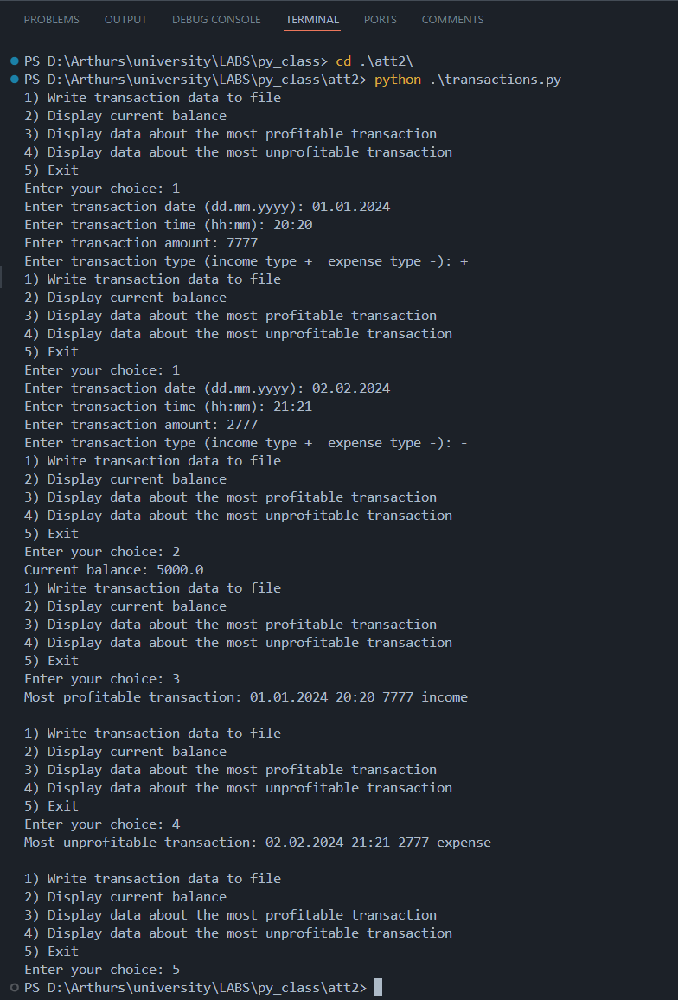 PROBLEMS OUTPUT DEBUG CONSOLE TERMINAL PORTS COMMENTS
PS D:\Arthurs\university\LABS\py_class> cd .\att2\
PS D:\Arthurs\university\LABS\py_class\att2> python .\transactions.py
1) Write transaction data to file
2) Display current balance
3) Display data about the most profitable transaction
4) Display data about the most unprofitable transaction
5) Exit
Enter your choice: 1
Enter transaction date (dd.mm.yyyy): 01.01.2024
Enter transaction time (hh:mm): 20:20
Enter transaction amount: 7777
Enter transaction type (income type +  expense type -): +
1) Write transaction data to file
2) Display current balance
3) Display data about the most profitable transaction
4) Display data about the most unprofitable transaction
5) Exit
Enter your choice: 1
Enter transaction date (dd.mm.yyyy): 02.02.2024
Enter transaction time (hh:mm): 21:21
Enter transaction amount: 2777
Enter transaction type (income type +  expense type -): -
1) Write transaction data to file
2) Display current balance
3) Display data about the most profitable transaction
4) Display data about the most unprofitable transaction
5) Exit
Enter your choice: 2
Current balance: 5000.0
1) Write transaction data to file
2) Display current balance
3) Display data about the most profitable transaction
4) Display data about the most unprofitable transaction
5) Exit
Enter your choice: 3
Most profitable transaction: 01.01.2024 20:20 7777 income
1) Write transaction data to file
2) Display current balance
3) Display data about the most profitable transaction
4) Display data about the most unprofitable transaction
5) Exit
Enter your choice: 4
Most unprofitable transaction: 02.02.2024 21:21 2777 expense
1) Write transaction data to file
2) Display current balance
3) Display data about the most profitable transaction
4) Display data about the most unprofitable transaction
5) Exit
Enter your choice: 5
PS D:\Arthurs\university\LABS\py_class\att2>